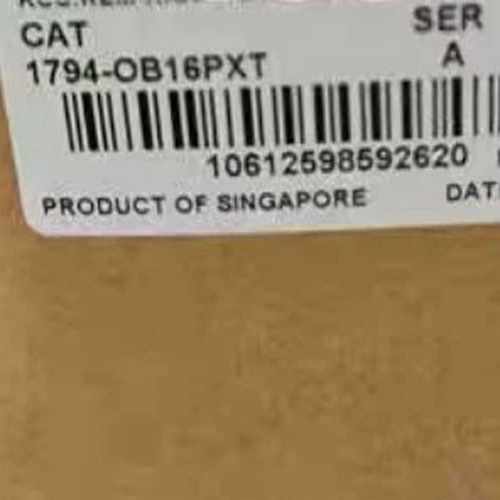 CAT
SER
1794-OB16PXT
A
10612598592620
PRODUCT OF SINGAPORE
DAT